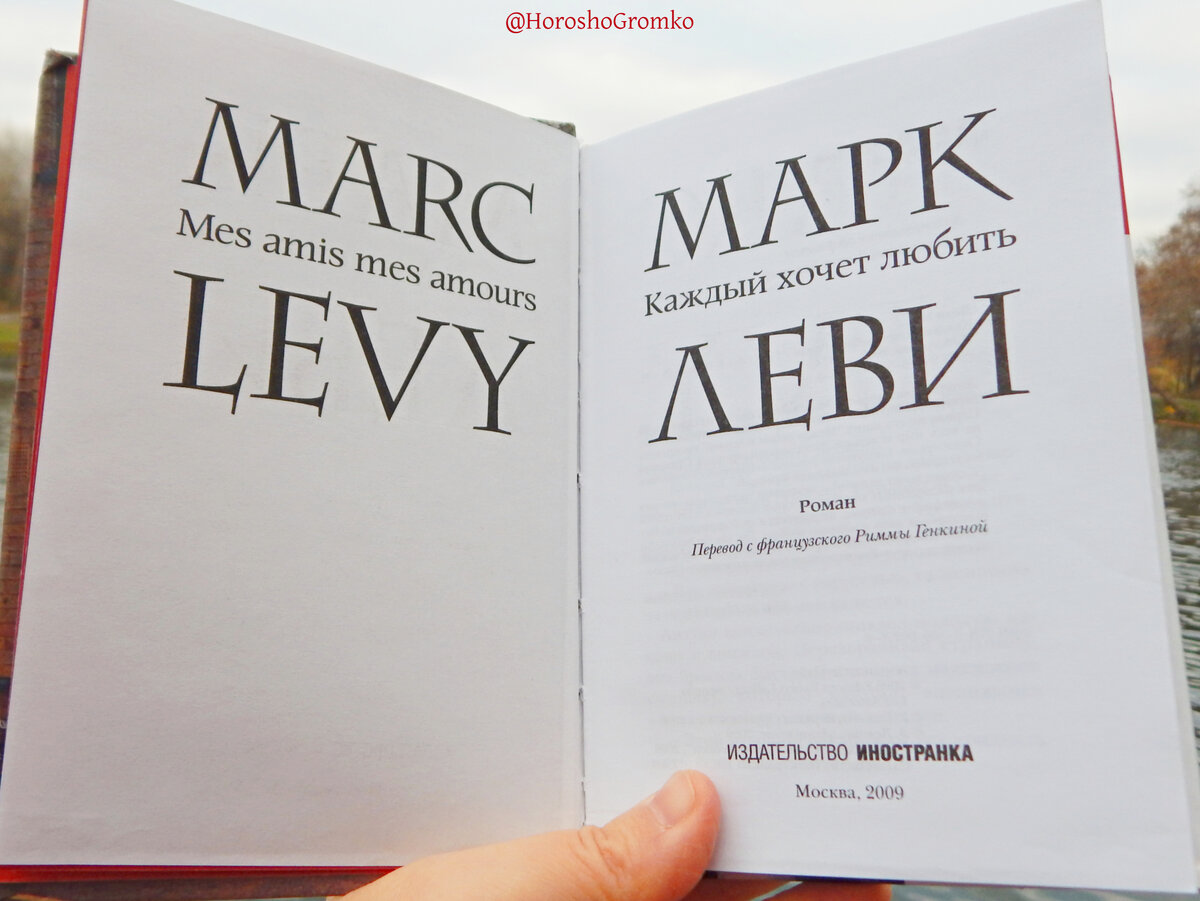 @HoroshoGromko
MARC
Mes amis mes amours
LEVY
МАРК
Каждый хочет любить
ЛЕВИ
Роман
Перевод с французского Риммы Генкиной
ИЗДАТЕЛЬСТВО ИНОСТРАНКА
Москва, 2009